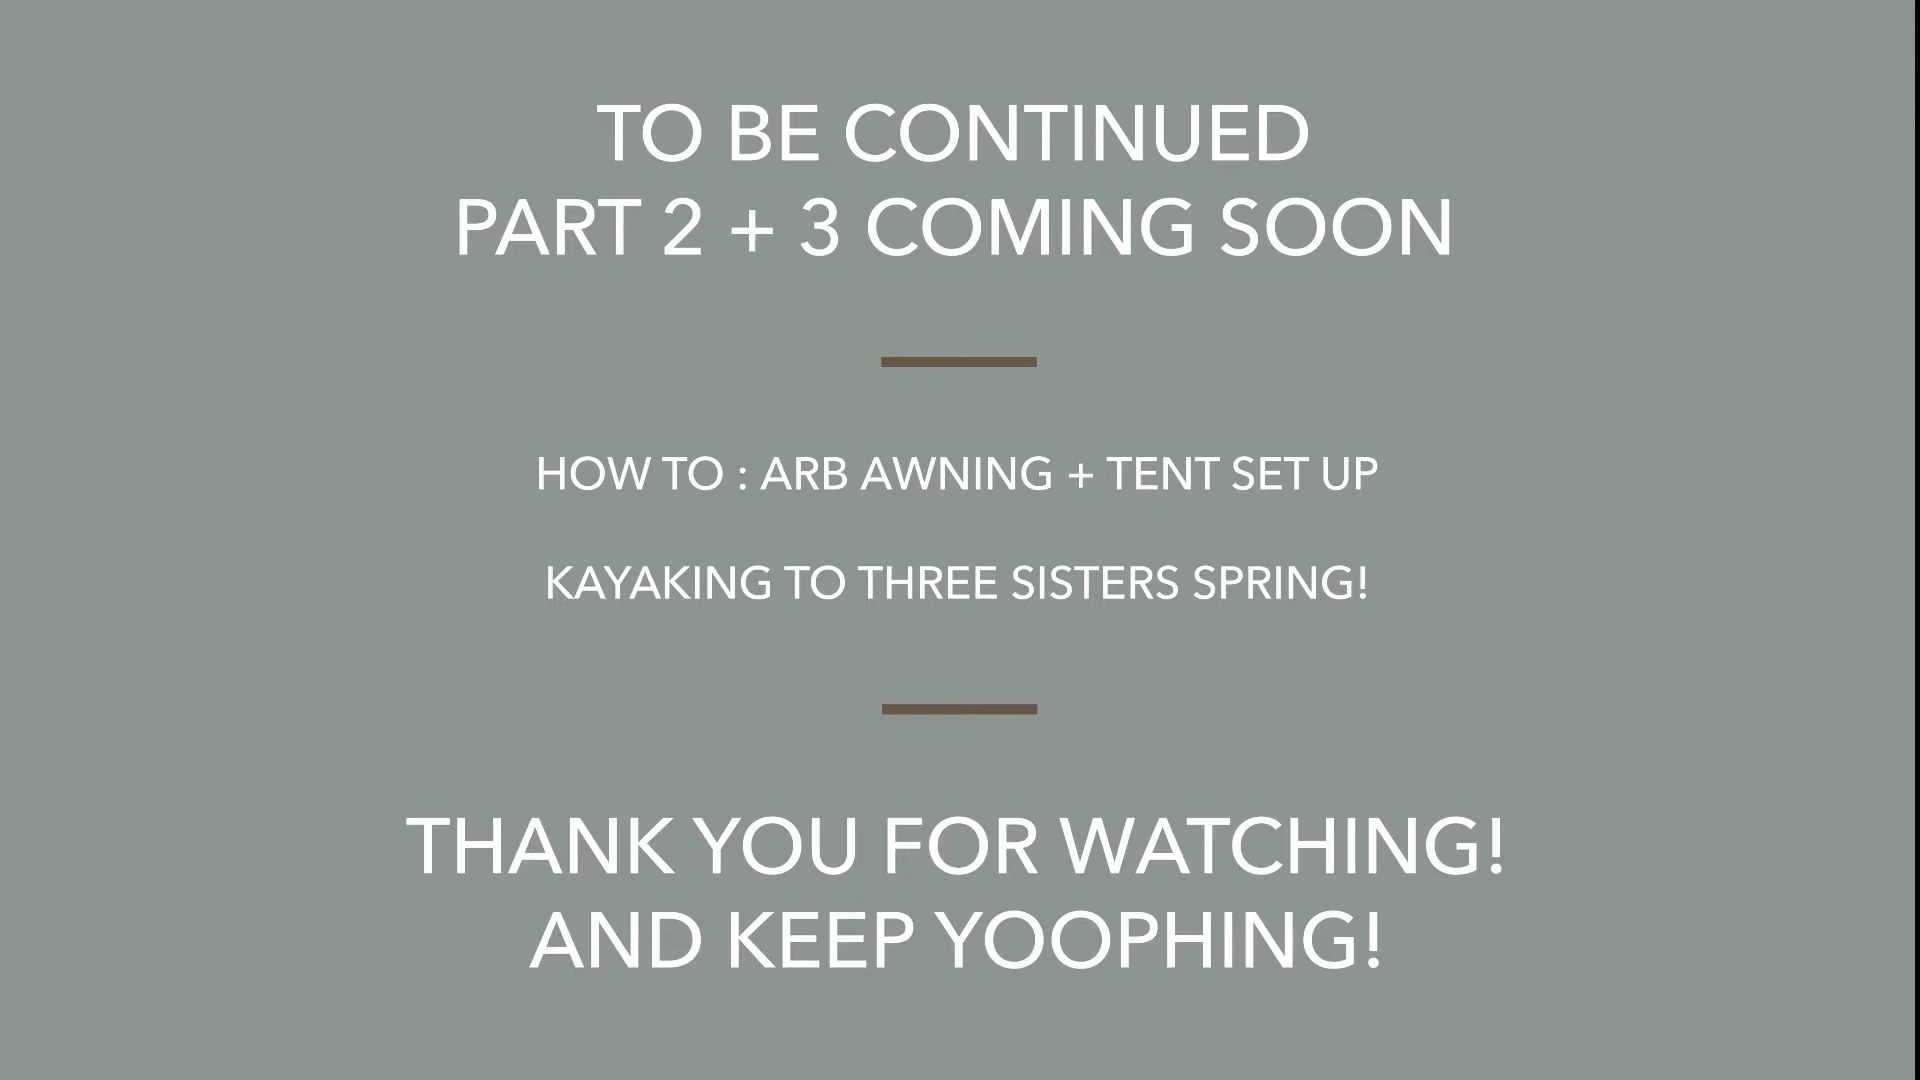 TO BE CONTINUED
PART 2 + 3 COMING SOON
HOW TO : ARB AWNING + TENT SET UP
KAYAKING TO THREE SISTERS SPRING!
THANK YOU FOR WATCHING!
AND KEEP YOOPHING!